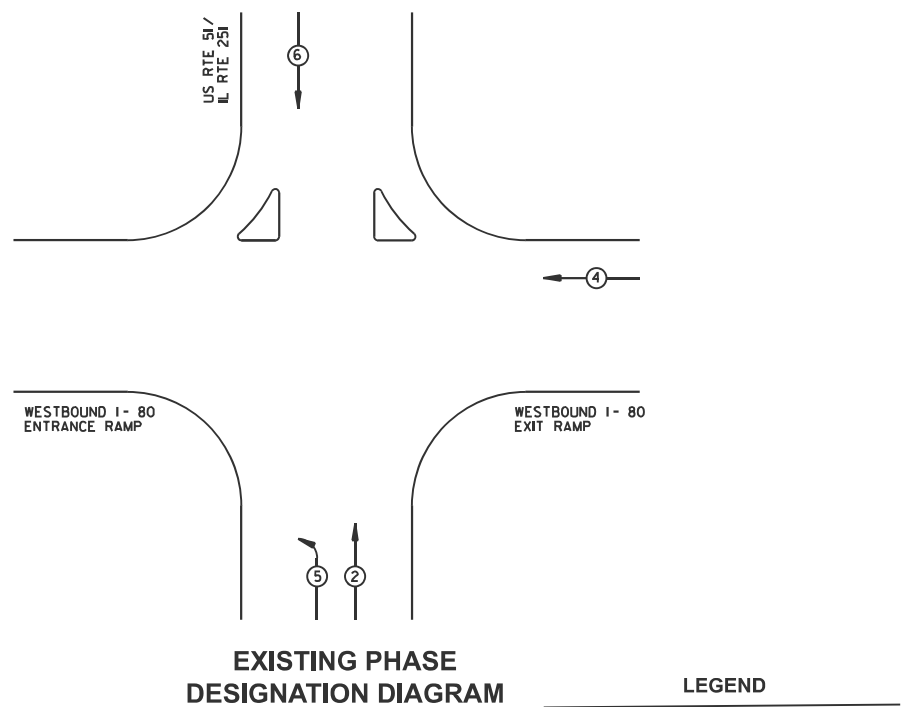 US RTE 51/
IL RTE 251
6
4
WESTBOUND I- 80
ENTRANCE RAMP
WESTBOUND I- 80
EXIT RAMP
5
2
EXISTING PHASE
DESIGNATION DIAGRAM
LEGEND